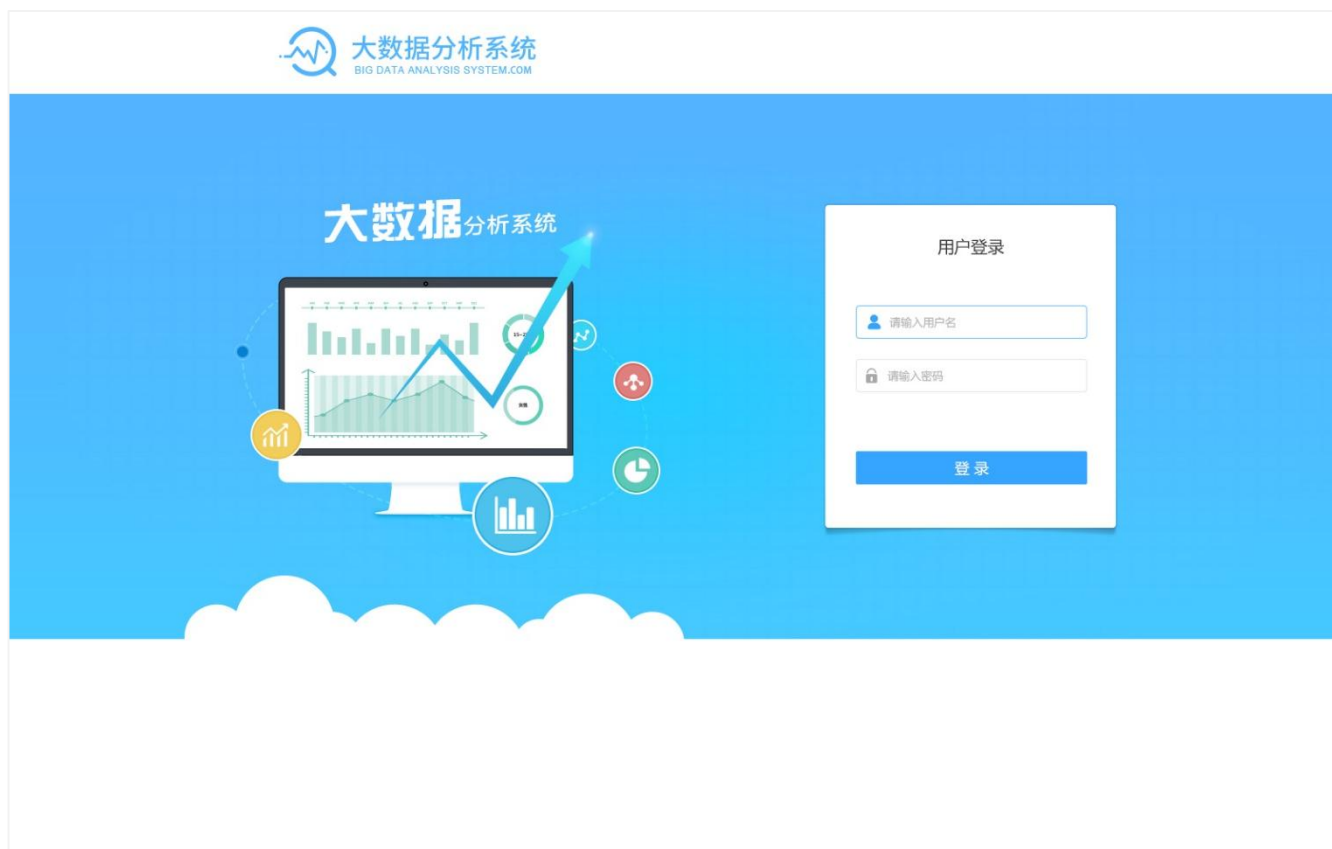 大数据分析系统
BIG DATA ANALYSIS SYSTEM.COM
大数据分析系统
用户登录
请输入用户名
请输入密码
登 录